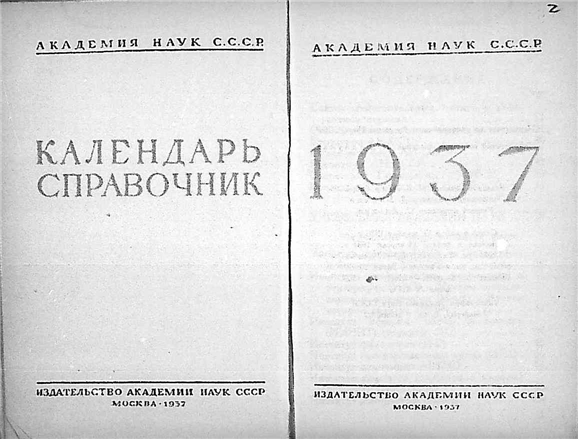 АКАДЕМИЯ НАУК С.С.С.Р.
КАЛЕНДАРЬ
СПРАВОЧНИК
ИЗДАТЕЛЬСТВО АКАДЕМИИ НАУК СССР
МОСКВА · 1937
2
АКАДЕМИЯ НАУК С.С.С.Р.
1937
ИЗДАТЕЛЬСТВО АКАДЕМИИ НАУК СССР
МОСКВА · 1937